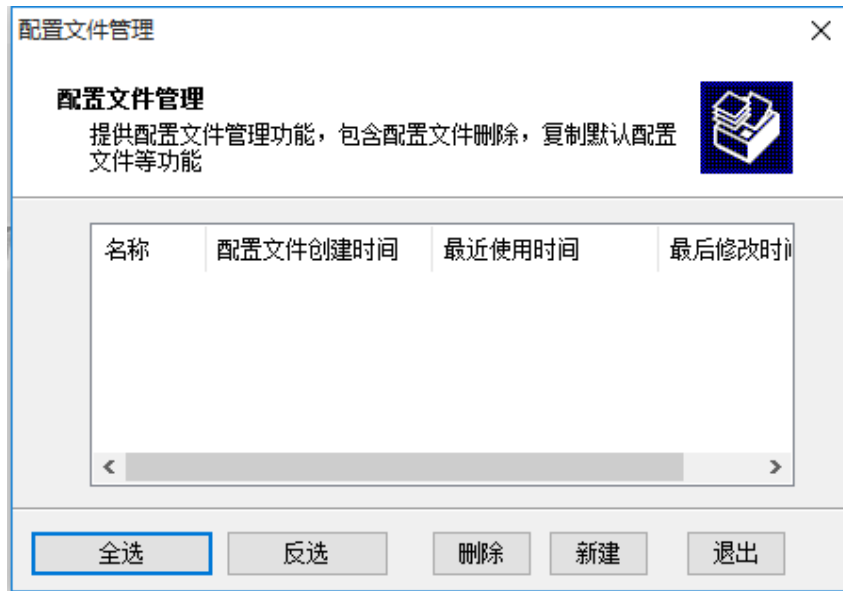 配置文件管理
配置文件管理
提供配置文件管理功能，包含配置文件删除，复制默认配置
文件等功能
名称 配置文件创建时间 最近使用时间 最后修改时间
全选 反选 删除 新建 退出